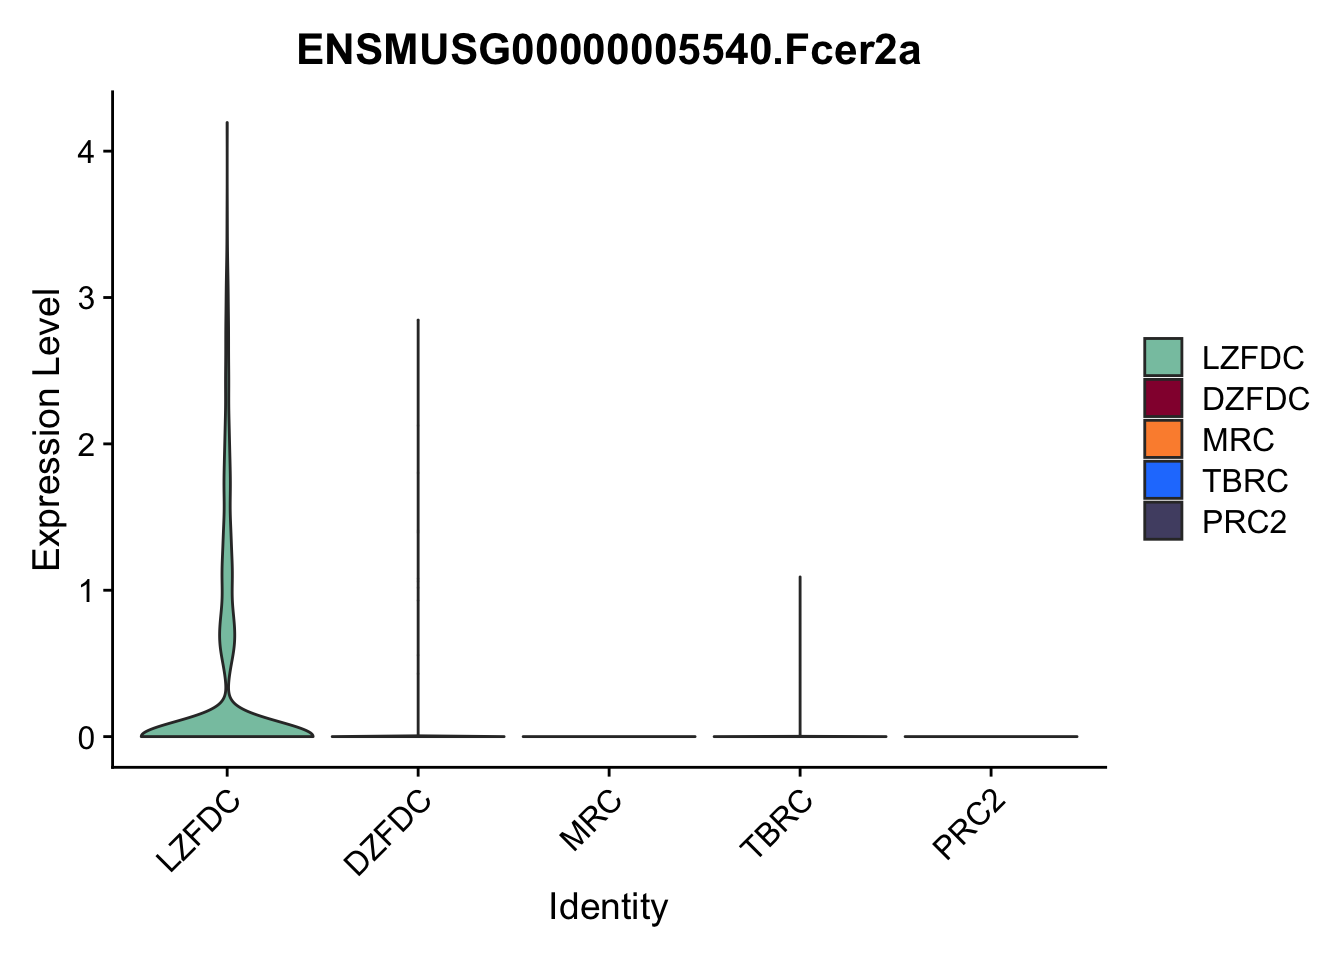 ENSMUSG00000005540.Fcer2a
Expression Level
4
3
2
1
0
LZFDC
DZFDC
MRC
TBRC
PRC2
Identity
LZFDC
DZFDC
MRC
TBRC
PRC2